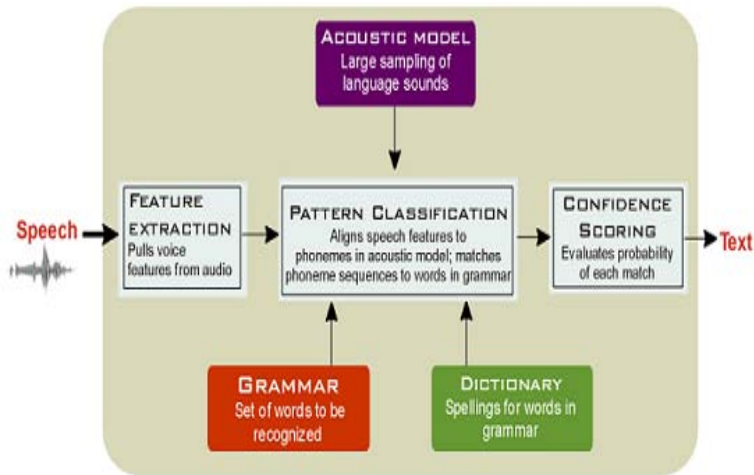 ACOUSTIC MODEL
Large sampling of
language sounds
Speech
FEATURE
EXTRACTION
Pulls voice
features from audio
PATTERN CLASSIFICATION
Aligns speech features to
phonemes in acoustic model; matches
phoneme sequences to words in grammar
CONFIDENCE
SCORING
Evaluates probability
of each match
Text
GRAMMAR
Set of words to be
recognized
DICTIONARY
Spellings for words in
grammar